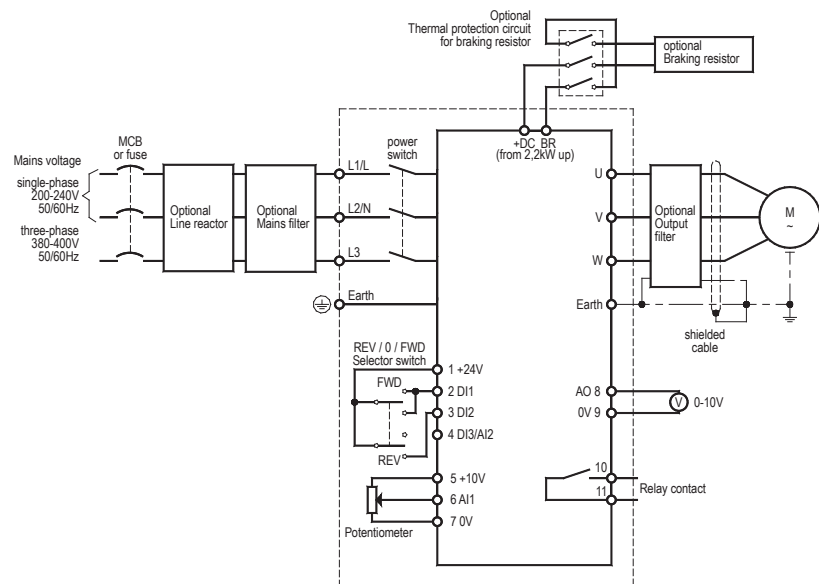 Optional
Thermal protection circuit
for braking resistor
optional
Braking resistor
MCB
or fuse
power
switch
+DC BR
(from 2,2kW up)
Mains voltage
single-phase
200-240V
50/60Hz
three-phase
380-400V
50/60Hz
Optional
Line reactor
Optional
Mains filter
L1/L
L2/N
L3
Earth
U
V
W
Earth
Optional
Output
filter
M
~
shielded
cable
REV / 0 / FWD
Selector switch
FWD
REV
1 +24V
2 DI1
3 DI2
4 DI3/AI2
5 +10V
6 AI1
7 0V
Potentiometer
AO 8
0V 9
V
0-10V
10
11
Relay contact